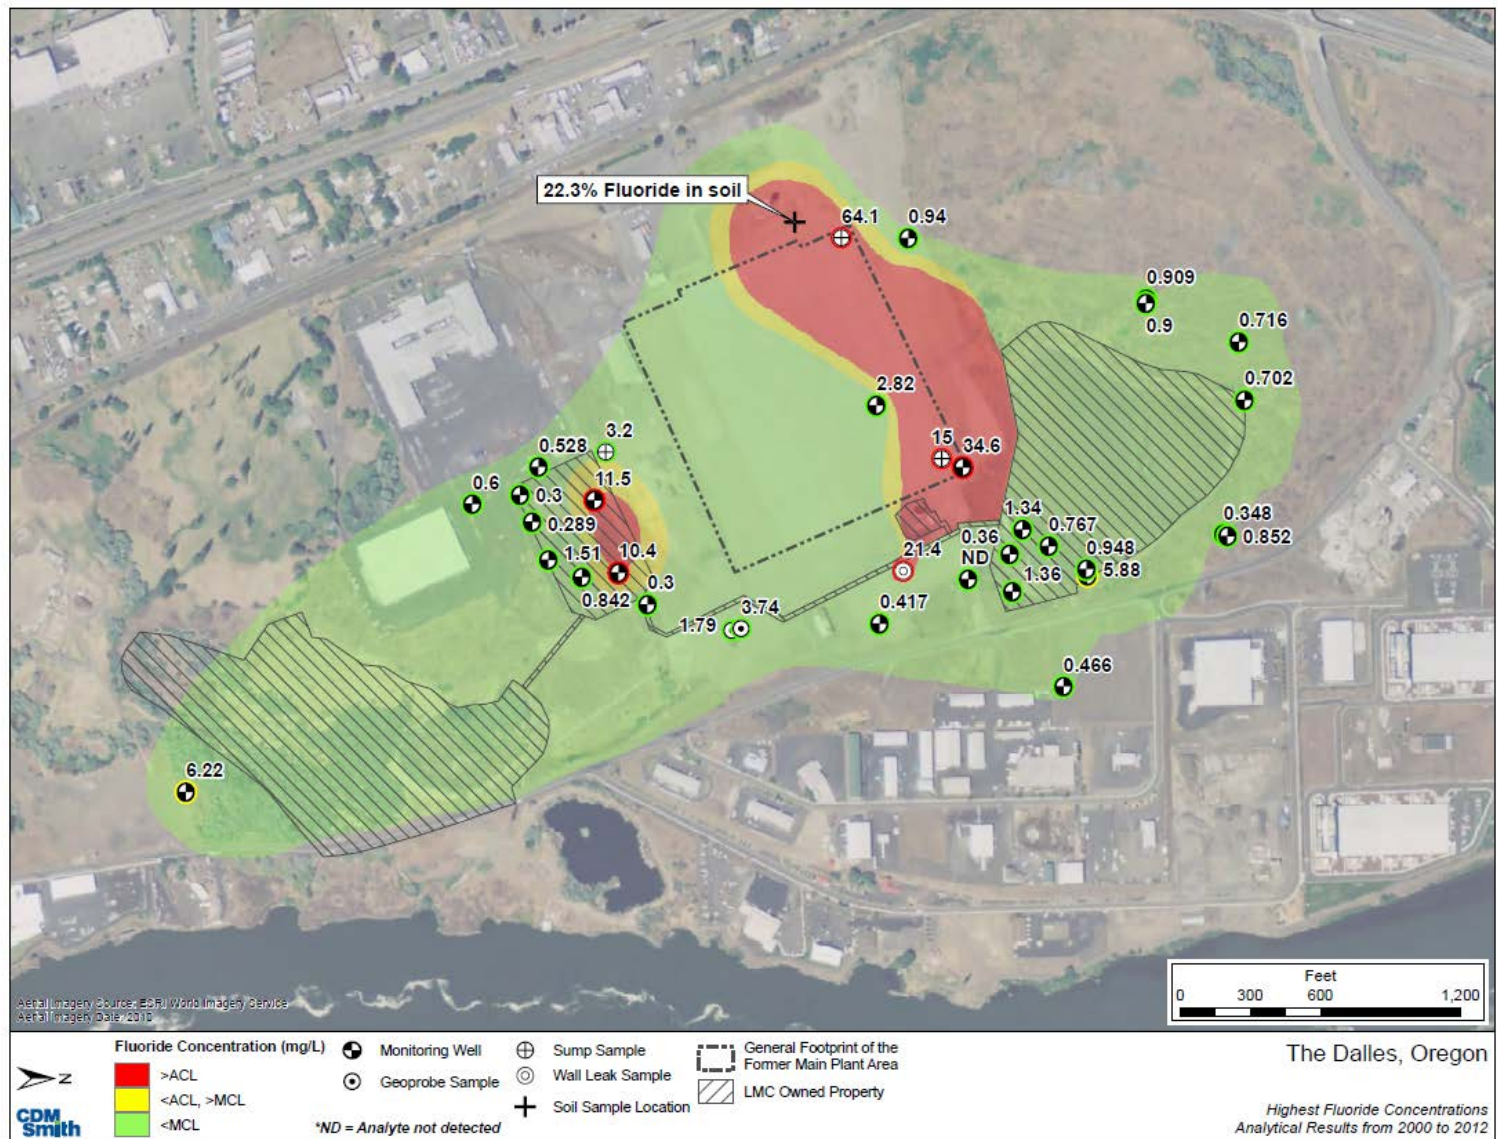 22.3% Fluoride in soil
64.1
0.94
0.909
0.9
0.716
0.702
2.82
3.2
0.528
15
34.6
11.5
0.6
0.3
0.289
1.34
0.767
0.348
0.852
0.36
ND
0.948
5.88
1.51
10.4
21.4
1.36
0.842
0.3
0.417
1.79
3.74
0.466
6.22
Aerial Imagery Source: ESRI World Imagery Service
Aerial Imagery Date: 2010
Feet
0 300 600 1,200
N
CDM
Smith
Fluoride Concentration (mg/L)
>ACL
<ACL, >MCL
<MCL
Monitoring Well
Geoprobe Sample
*ND = Analyte not detected
Sump Sample
Wall Leak Sample
Soil Sample Location
General Footprint of the
Former Main Plant Area
LMC Owned Property
The Dalles, Oregon
Highest Fluoride Concentrations
Analytical Results from 2000 to 2012